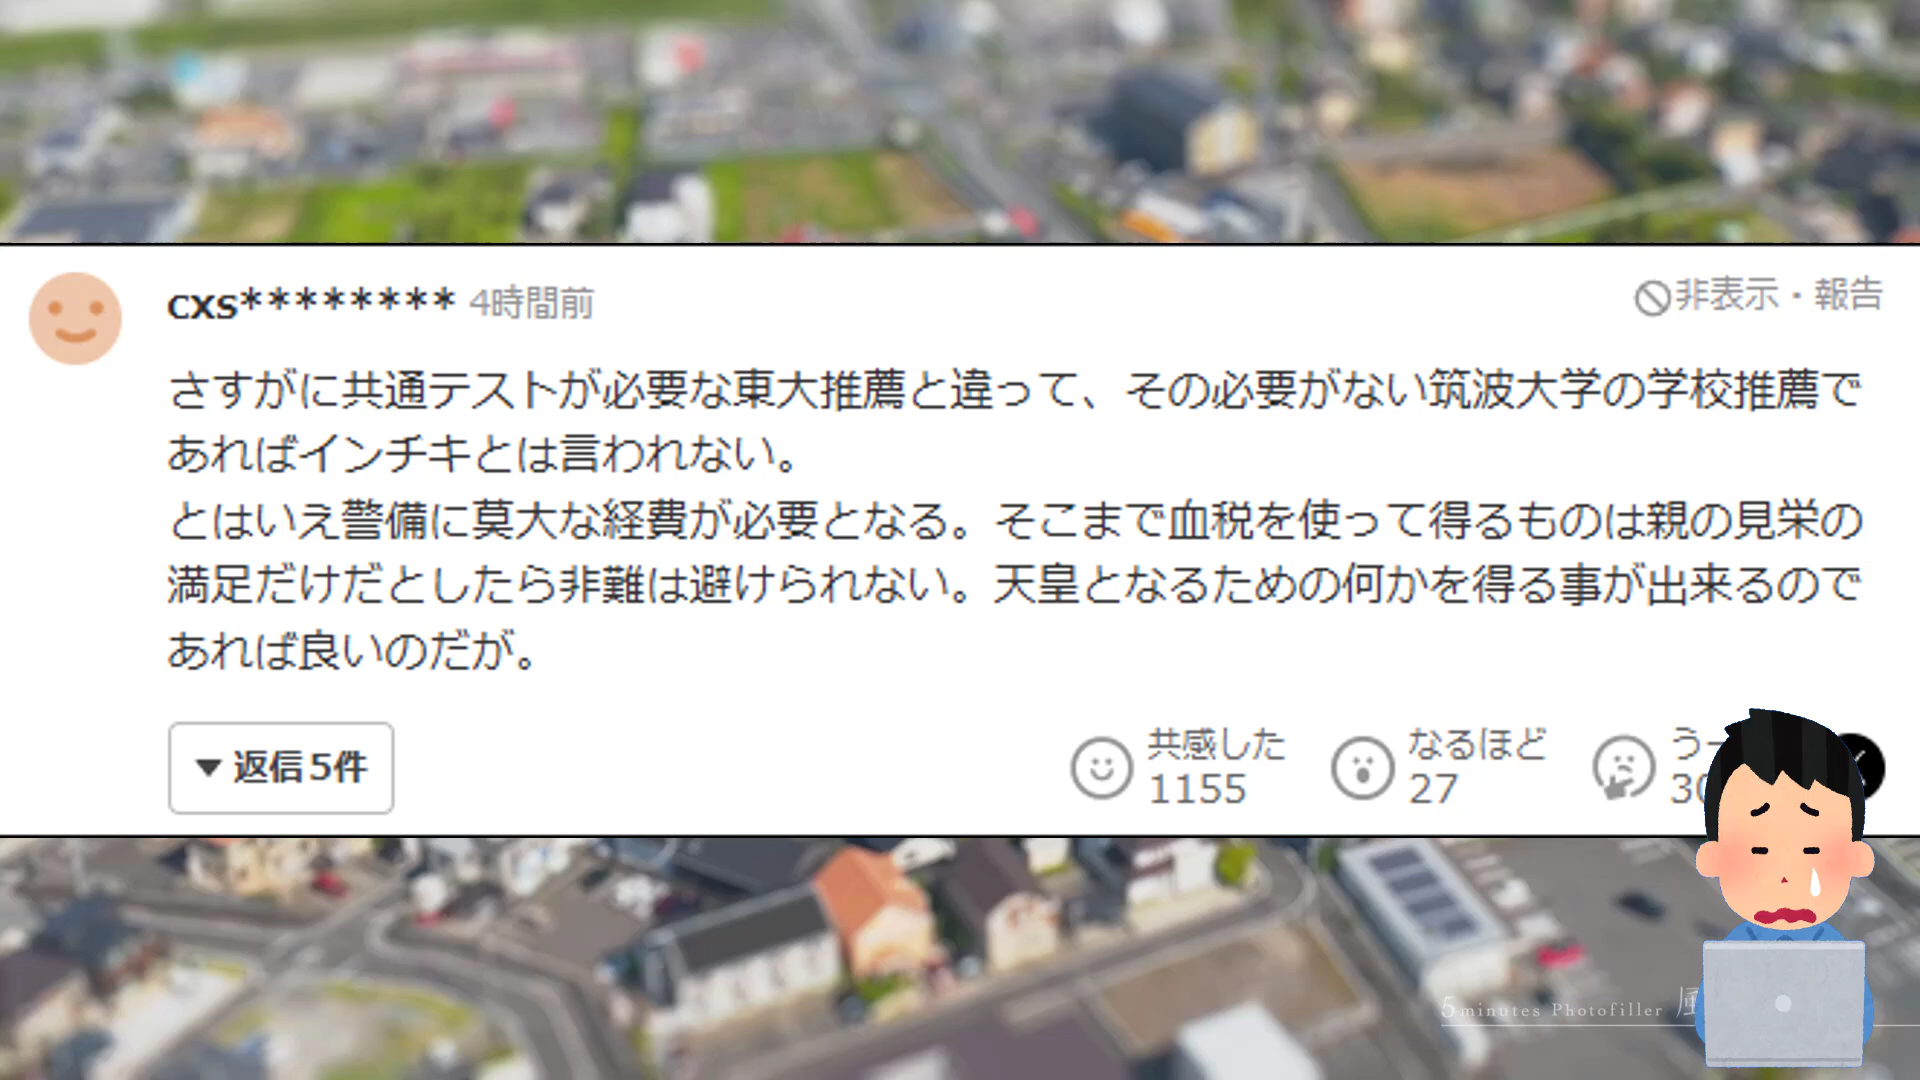 cxs******** 4時間前
非表示・報告
さすがに共通テストが必要な東大推薦と違って、その必要がない筑波大学の学校推薦で
あればインチキとは言われない。
とはいえ警備に莫大な経費が必要となる。そこまで血税を使って得るものは親の見栄の
満足だけだとしたら非難は避けられない。天皇となるための何かを得る事が出来るので
あれば良いのだが。
返信5件
共感した
1155
なるほど
27
5minutes Photofiller